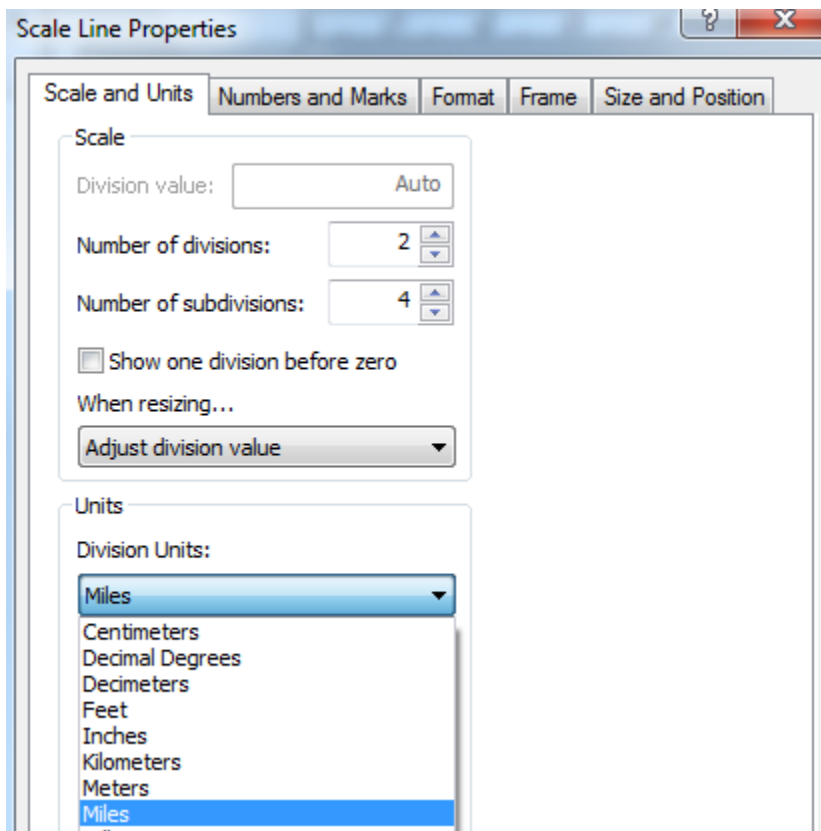 Scale Line Properties
Scale and Units Numbers and Marks Format Frame Size and Position
Scale
Division value: Auto
Number of divisions: 2
Number of subdivisions: 4
Show one division before zero
When resizing...
Adjust division value
Units
Division Units:
Miles
Centimeters
Decimal Degrees
Decimeters
Feet
Inches
Kilometers
Meters
Miles